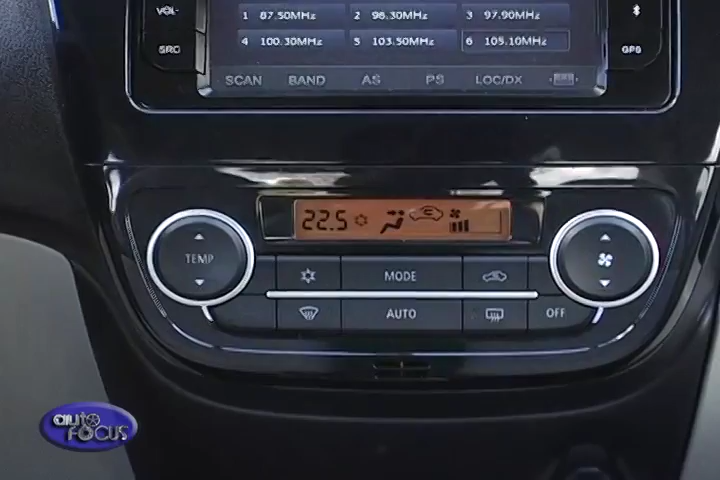 VOL-
1 87.50MHz 2 98.30MHz 3 97.90MHz
SRC
4 100.30MHz 5 103.50MHz 6 105.10MHz
GPS
SCAN BAND AS PS LOC/DX
22.5
TEMP
MODE
AUTO
OFF
auto FOCUS